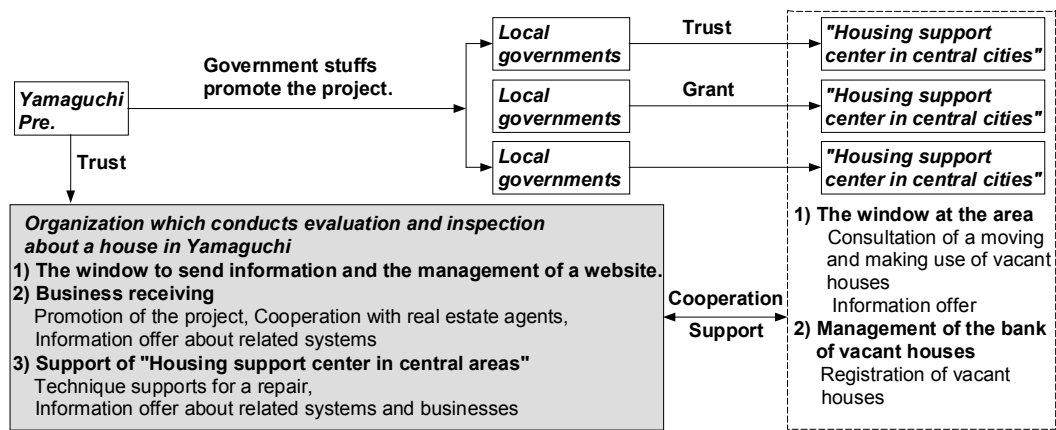 Yamaguchi
Pre.
Government stuffs
promote the project.
Trust
Local
governments
Trust
"Housing support
center in central cities"
Local
governments
Grant
"Housing support
center in central cities"
Local
governments
"Housing support
center in central cities"
Organization which conducts evaluation and inspection
about a house in Yamaguchi
1) The window to send information and the management of a website.
2) Business receiving
Promotion of the project, Cooperation with real estate agents,
Information offer about related systems
3) Support of "Housing support center in central areas"
Technique supports for a repair,
Information offer about related systems and businesses
Cooperation
Support
1) The window at the area
Consultation of a moving
and making use of vacant
houses
Information offer
2) Management of the bank
of vacant houses
Registration of vacant
houses